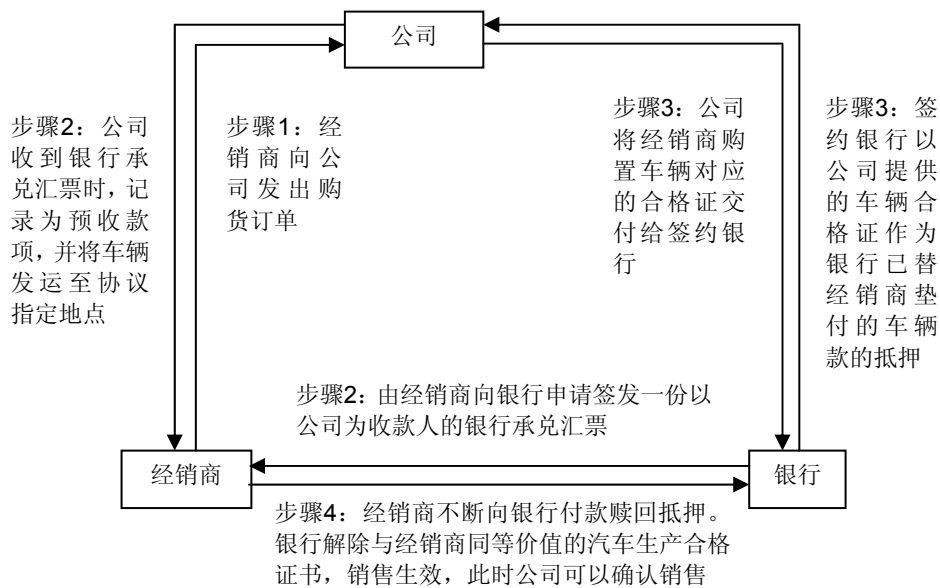 公司
步骤2：公司
收到银行承
兑汇票时，记
录为预收款
项，并将车辆
发运至协议
指定地点
步骤1：经
销商向公
司发出购
货订单
步骤3：公司
将经销商购
置车辆对应
的合格证交
付给签约银
行
步骤3：签
约银行以
公司提供
的车辆合
格证作为
银行已替
经销商垫
付的车辆
款的抵押
步骤2：由经销商向银行申请签发一份以
公司为收款人的银行承兑汇票
经销商
银行
步骤4：经销商不断向银行付款赎回抵押。
银行解除与经销商同等价值的汽车生产合格
证书，销售生效，此时公司可以确认销售